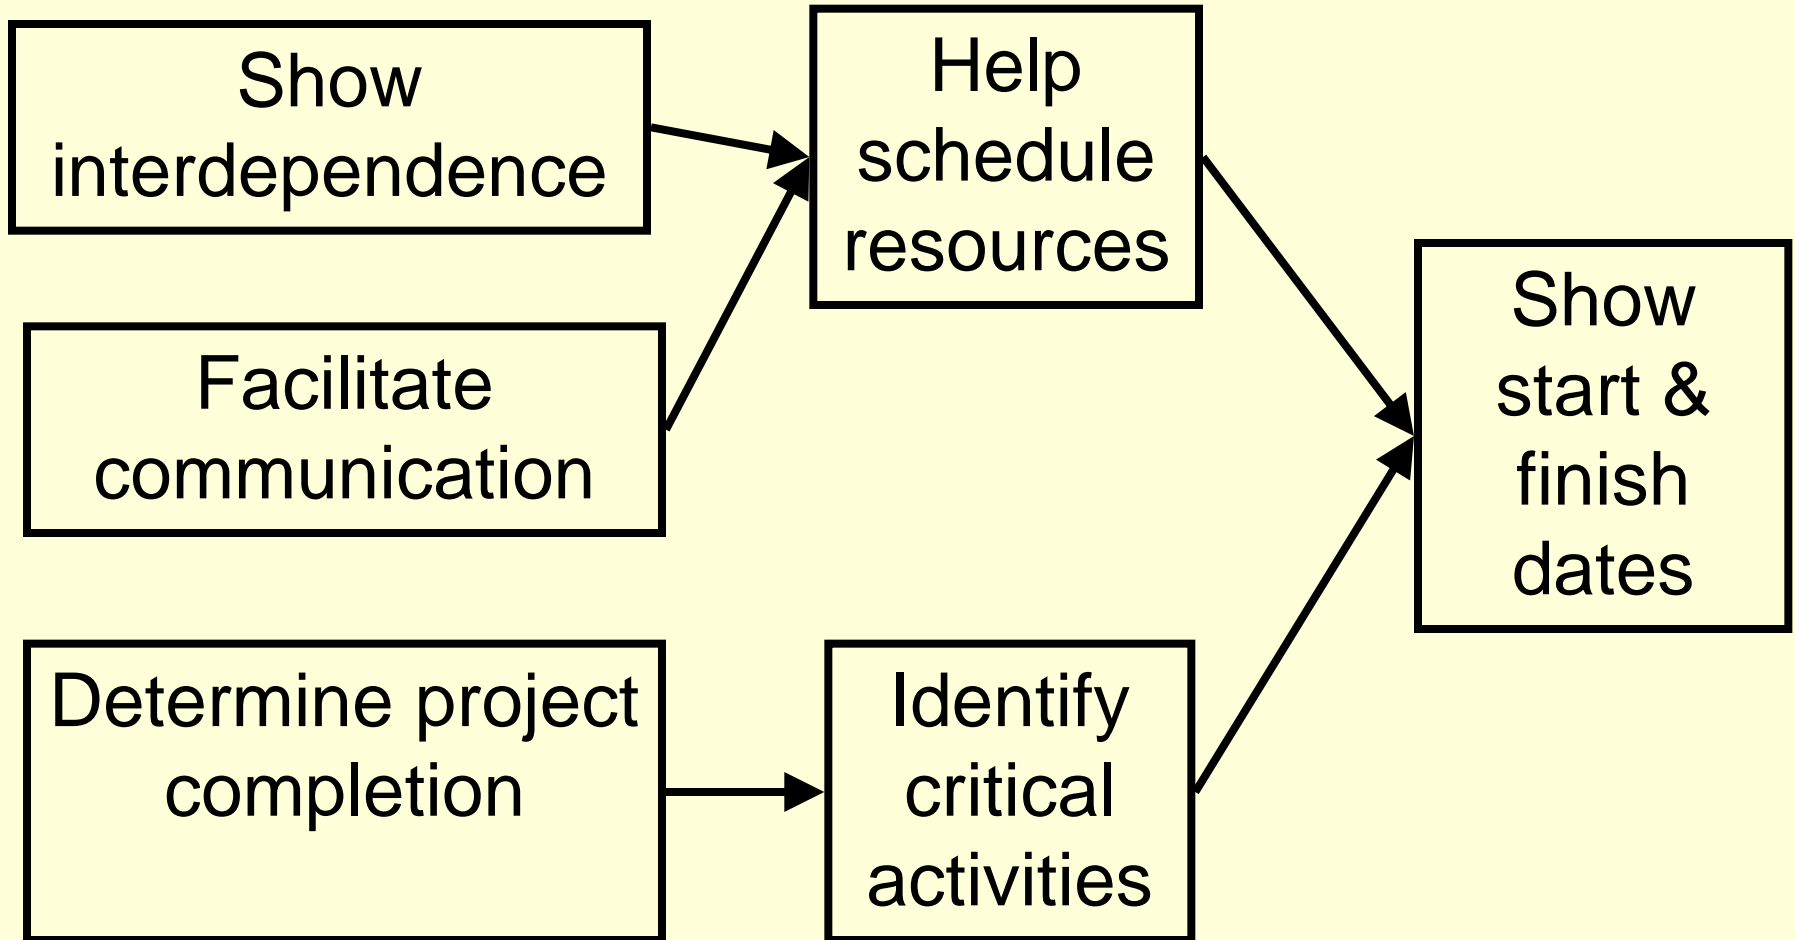 Show
interdependence
Help
schedule
resources
Facilitate
communication
Show
start &
finish
dates
Determine project
completion
Identify
critical
activities